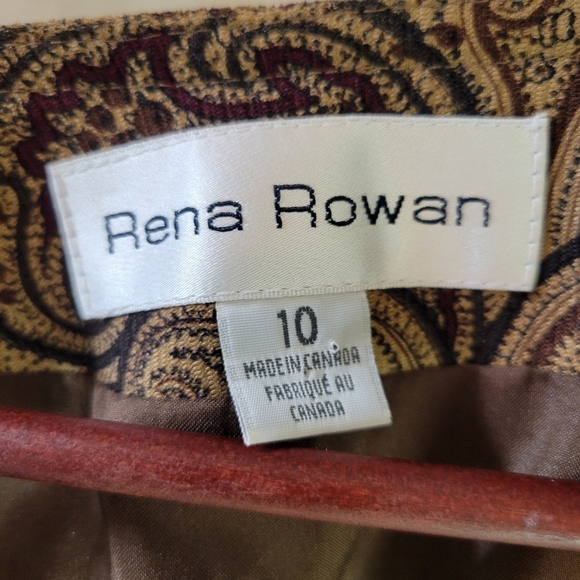 Rena Rowan
10
MADE IN CANADA
FABRIQUÉ AU
CANADA